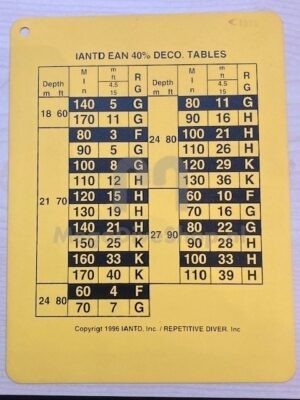 IANTD EAN 40% DECO. TABLES
Depth M m R Depth M m R
m ft i ft G m ft i ft G
n 4.5 n 4.5
15 15
140 5 G 80 11 G
18 60 170 11 G 90 16 H
80 3 F 24 80 100 21 H
90 5 G 110 26 H
100 8 G 120 29 K
110 12 H 130 36 K
21 70 120 15 H 60 10 F
130 19 H 70 16 G
140 21 27 90 80 22 G
150 25 K 90 28 H
160 33 K 100 33 H
170 40 K 110 39 H
24 80 60 4 F
70 7 G
Copyrigt 1996 IANTD, Inc. / REPETITIVE DIVER. Inc